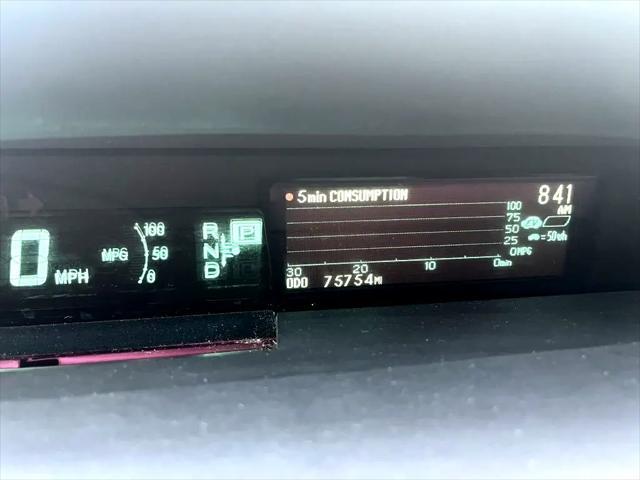 5min CONSUMPTION 841
AM
100
75
50
25
0MPG
=50Wh
30 20 10 0min
ODO 75754MI
0 MPH
MPG
100
50
0
R
N
D
P